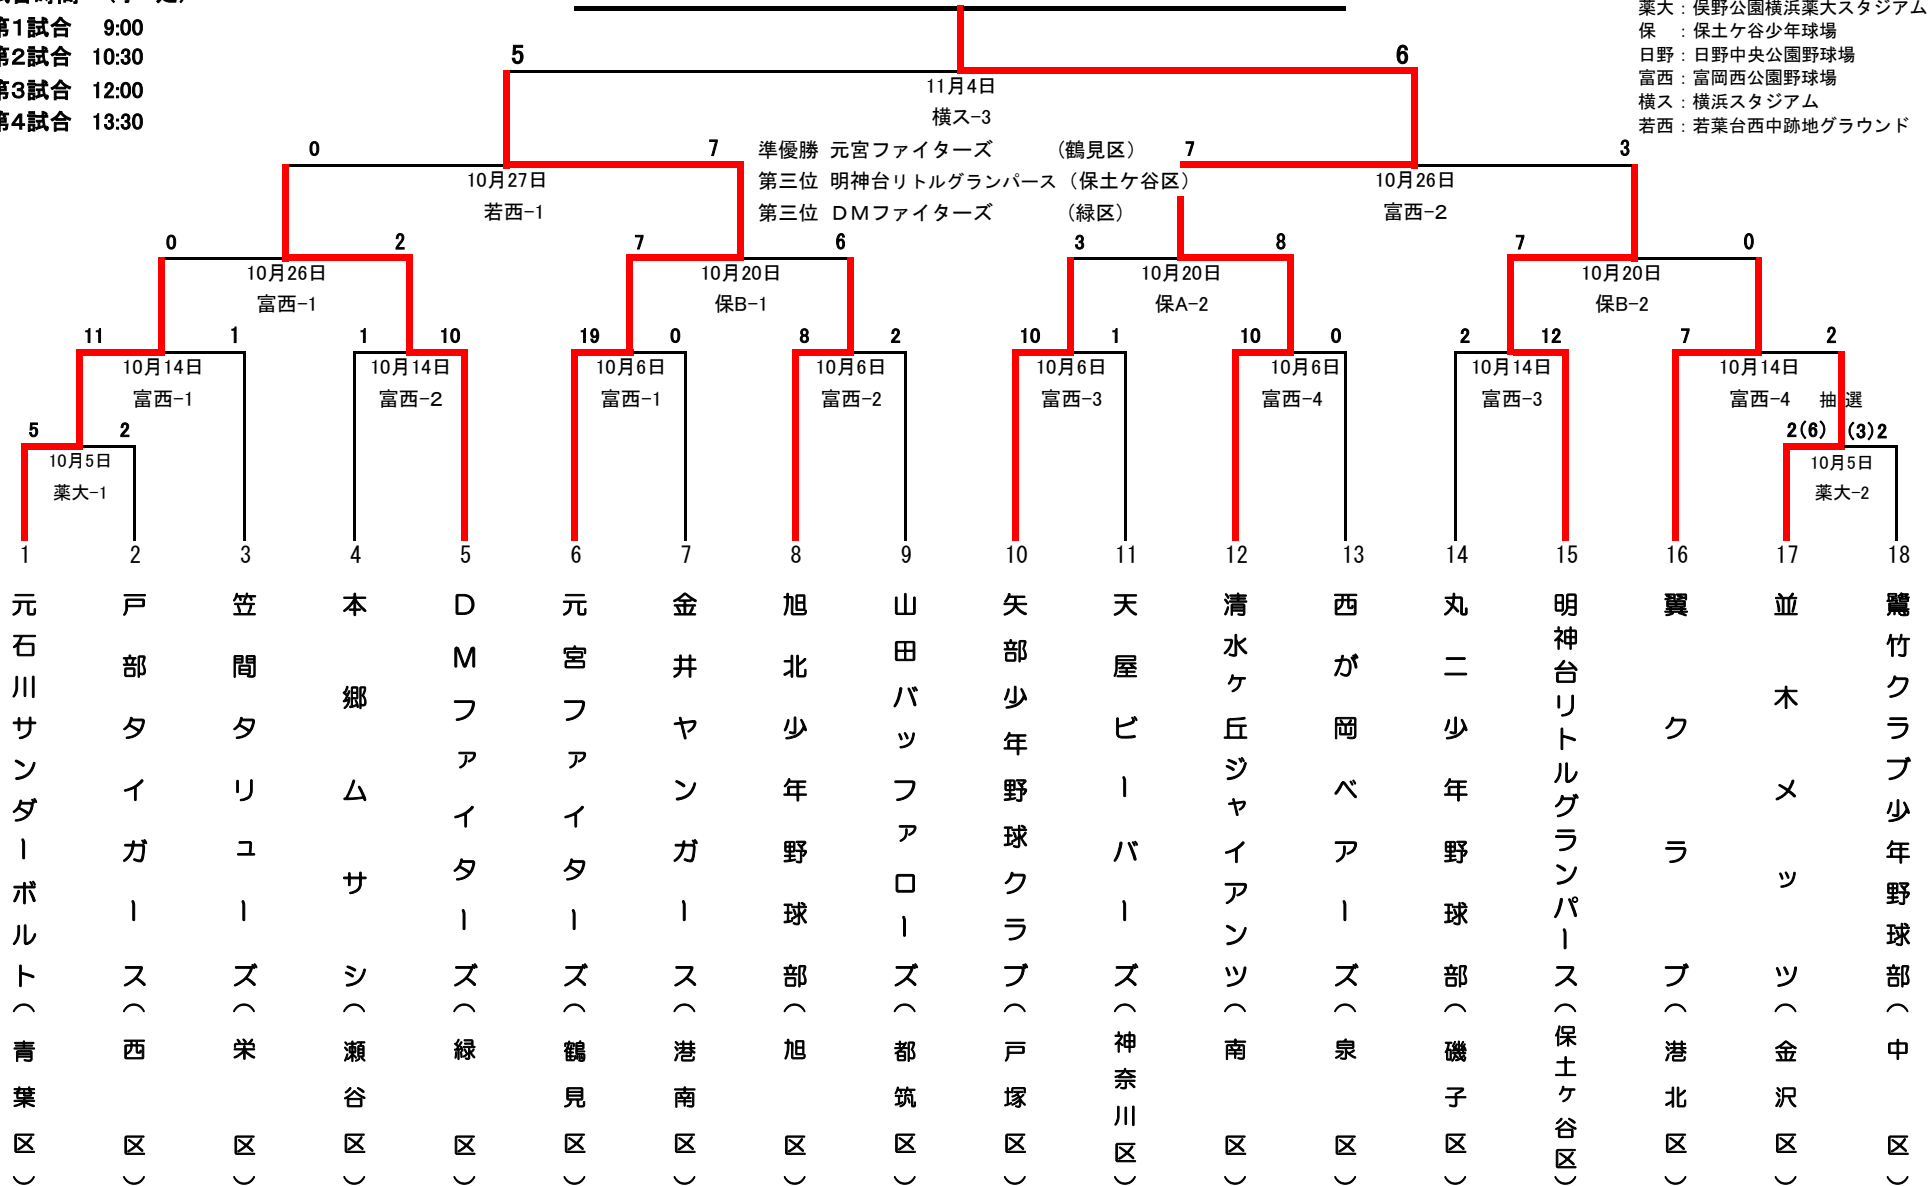 第1試合 9:00
第2試合 10:30
第3試合 12:00
第4試合 13:30
薬大：俣野公園横浜薬大スタジアム
保 ：保土ケ谷少年球場
日野：日野中央公園野球場
富西：富岡西公園野球場
横ス：横浜スタジアム
若西：若葉台西中跡地グラウンド
5 6
11月4日
横ス-3
準優勝 元宮ファイターズ （鶴見区）
第三位 明神台リトルグランパース（保土ケ谷区）
第三位 DMファイターズ （緑区）
0 7 7 3
10月27日 10月26日
若西-1 富西-2
0 2 7 6 3 8 7 0
10月26日 10月20日 10月20日 10月20日
富西-1 保B-1 保A-2 保B-2
11 1 1 10 19 0 8 2 10 1 10 0 2 12 7 2
10月14日 10月14日 10月6日 10月6日 10月6日 10月6日 10月14日 10月14日
富西-1 富西-2 富西-1 富西-2 富西-3 富西-4 富西-3 富西-4 抽選
5 2 2(6) (3)2
10月5日 10月5日
薬大-1 薬大-2
1 2 3 4 5 6 7 8 9 10 11 12 13 14 15 16 17 18
元石川サンダーボルト（青葉区）
戸部タイガース（西区）
笠間タリューズ（栄区）
本郷ムサシ（瀬谷区）
DMファイターズ（緑区）
元宮ファイターズ（鶴見区）
金井ヤンガース（港南区）
旭北少年野球部（旭区）
山田バッファローズ（都筑区）
矢部少年野球クラブ（戸塚区）
天屋ビーバーズ（神奈川区）
清水ヶ丘ジャイアンツ（南区）
西が岡ベアーズ（泉区）
丸二少年野球部（磯子区）
明神台リトルグランパース（保土ヶ谷区）
翼クラブ（港北区）
並木メッツ（金沢区）
鷺竹クラブ少年野球部（中区）